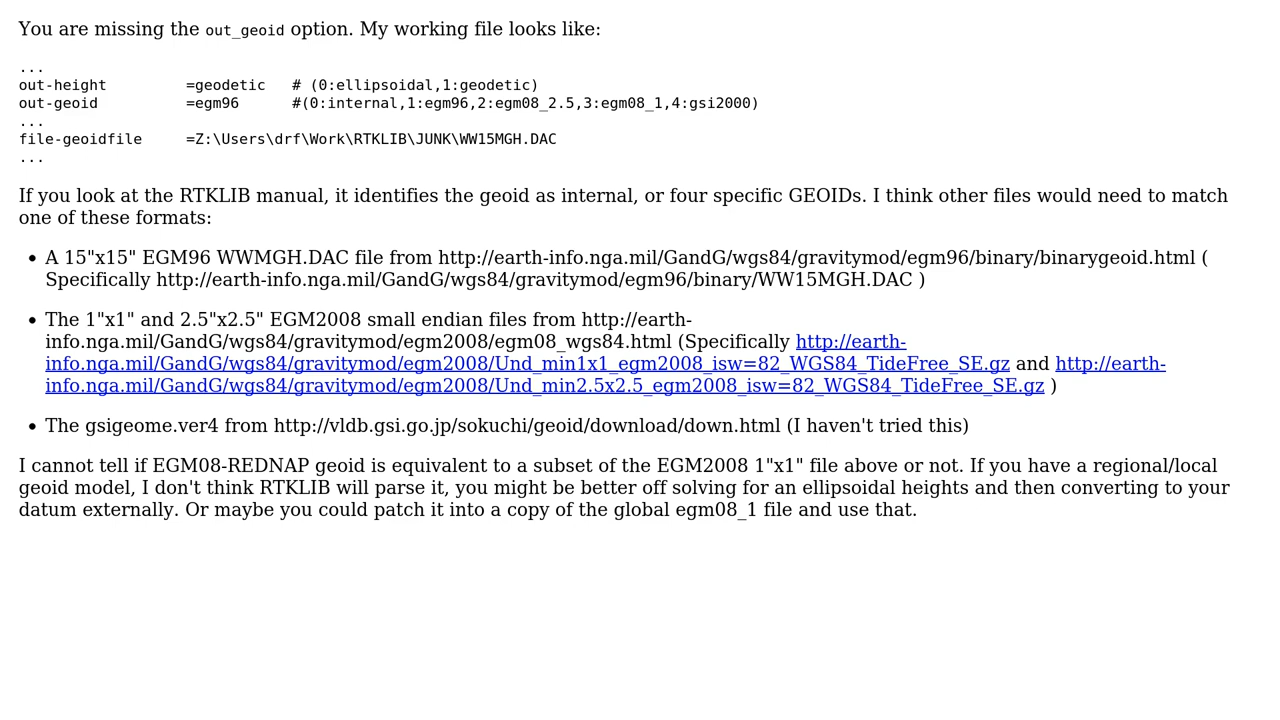 You are missing the out_geoid option. My working file looks like:
...
out-height         =geodetic   # (0:ellipsoidal,1:geodetic)
out-geoid          =egm96      #(0:internal,1:egm96,2:egm08_2.5,3:egm08_1,4:gsi2000)
...
file-geoidfile     =Z:\Users\drf\Work\RTKLIB\JUNK\WW15MGH.DAC
...
If you look at the RTKLIB manual, it identifies the geoid as internal, or four specific GEOIDs. I think other files would need to match
one of these formats:
• A 15"x15" EGM96 WWMGH.DAC file from http://earth-info.nga.mil/GandG/wgs84/gravitymod/egm96/binary/binarygeoid.html (
Specifically http://earth-info.nga.mil/GandG/wgs84/gravitymod/egm96/binary/WW15MGH.DAC )
• The 1"x1" and 2.5"x2.5" EGM2008 small endian files from http://earth-
info.nga.mil/GandG/wgs84/gravitymod/egm2008/egm08_wgs84.html (Specifically http://earth-
info.nga.mil/GandG/wgs84/gravitymod/egm2008/Und_min1x1_egm2008_isw=82_WGS84_TideFree_SE.gz and http://earth-
info.nga.mil/GandG/wgs84/gravitymod/egm2008/Und_min2.5x2.5_egm2008_isw=82_WGS84_TideFree_SE.gz )
• The gsigeome.ver4 from http://vldb.gsi.go.jp/sokuchi/geoid/download/down.html (I haven't tried this)
I cannot tell if EGM08-REDNAP geoid is equivalent to a subset of the EGM2008 1"x1" file above or not. If you have a regional/local
geoid model, I don't think RTKLIB will parse it, you might be better off solving for an ellipsoidal heights and then converting to your
datum externally. Or maybe you could patch it into a copy of the global egm08_1 file and use that.